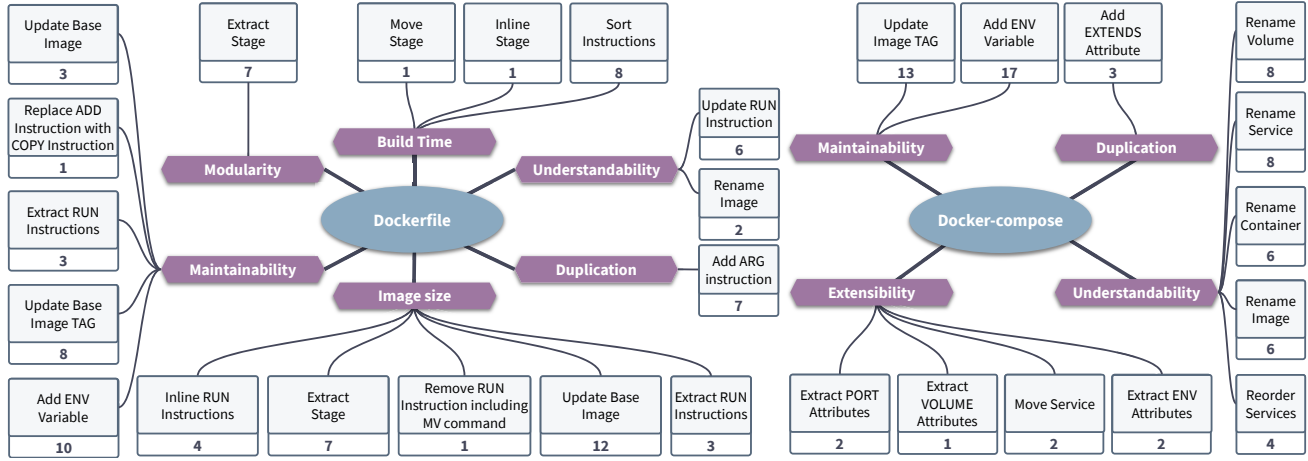 Update Base
Image
3
Replace ADD
Instruction with
COPY Instruction
1
Extract RUN
Instructions
3
Update Base
Image TAG
8
Add ENV
Variable
10
Extract
Stage
7
Move
Stage
1
Inline
Stage
1
Sort
Instructions
8
Modularity
Build Time
Understandability
Update RUN
Instruction
6
Rename
Image
2
Dockerfile
Maintainability
Image size
Duplication
Add ARG
instruction
7
Inline RUN
Instructions
4
Extract
Stage
7
Remove RUN
Instruction including
MV command
1
Update Base
Image
12
Extract RUN
Instructions
3
Update
Image TAG
13
Add ENV
Variable
17
Add
EXTENDS
Attribute
3
Maintainability
Duplication
Docker-compose
Extensibility
Understandability
Extract PORT
Attributes
2
Extract
VOLUME
Attributes
1
Move Service
2
Extract ENV
Attributes
2
Rename
Volume
8
Rename
Service
8
Rename
Container
6
Rename
Image
6
Reorder
Services
4